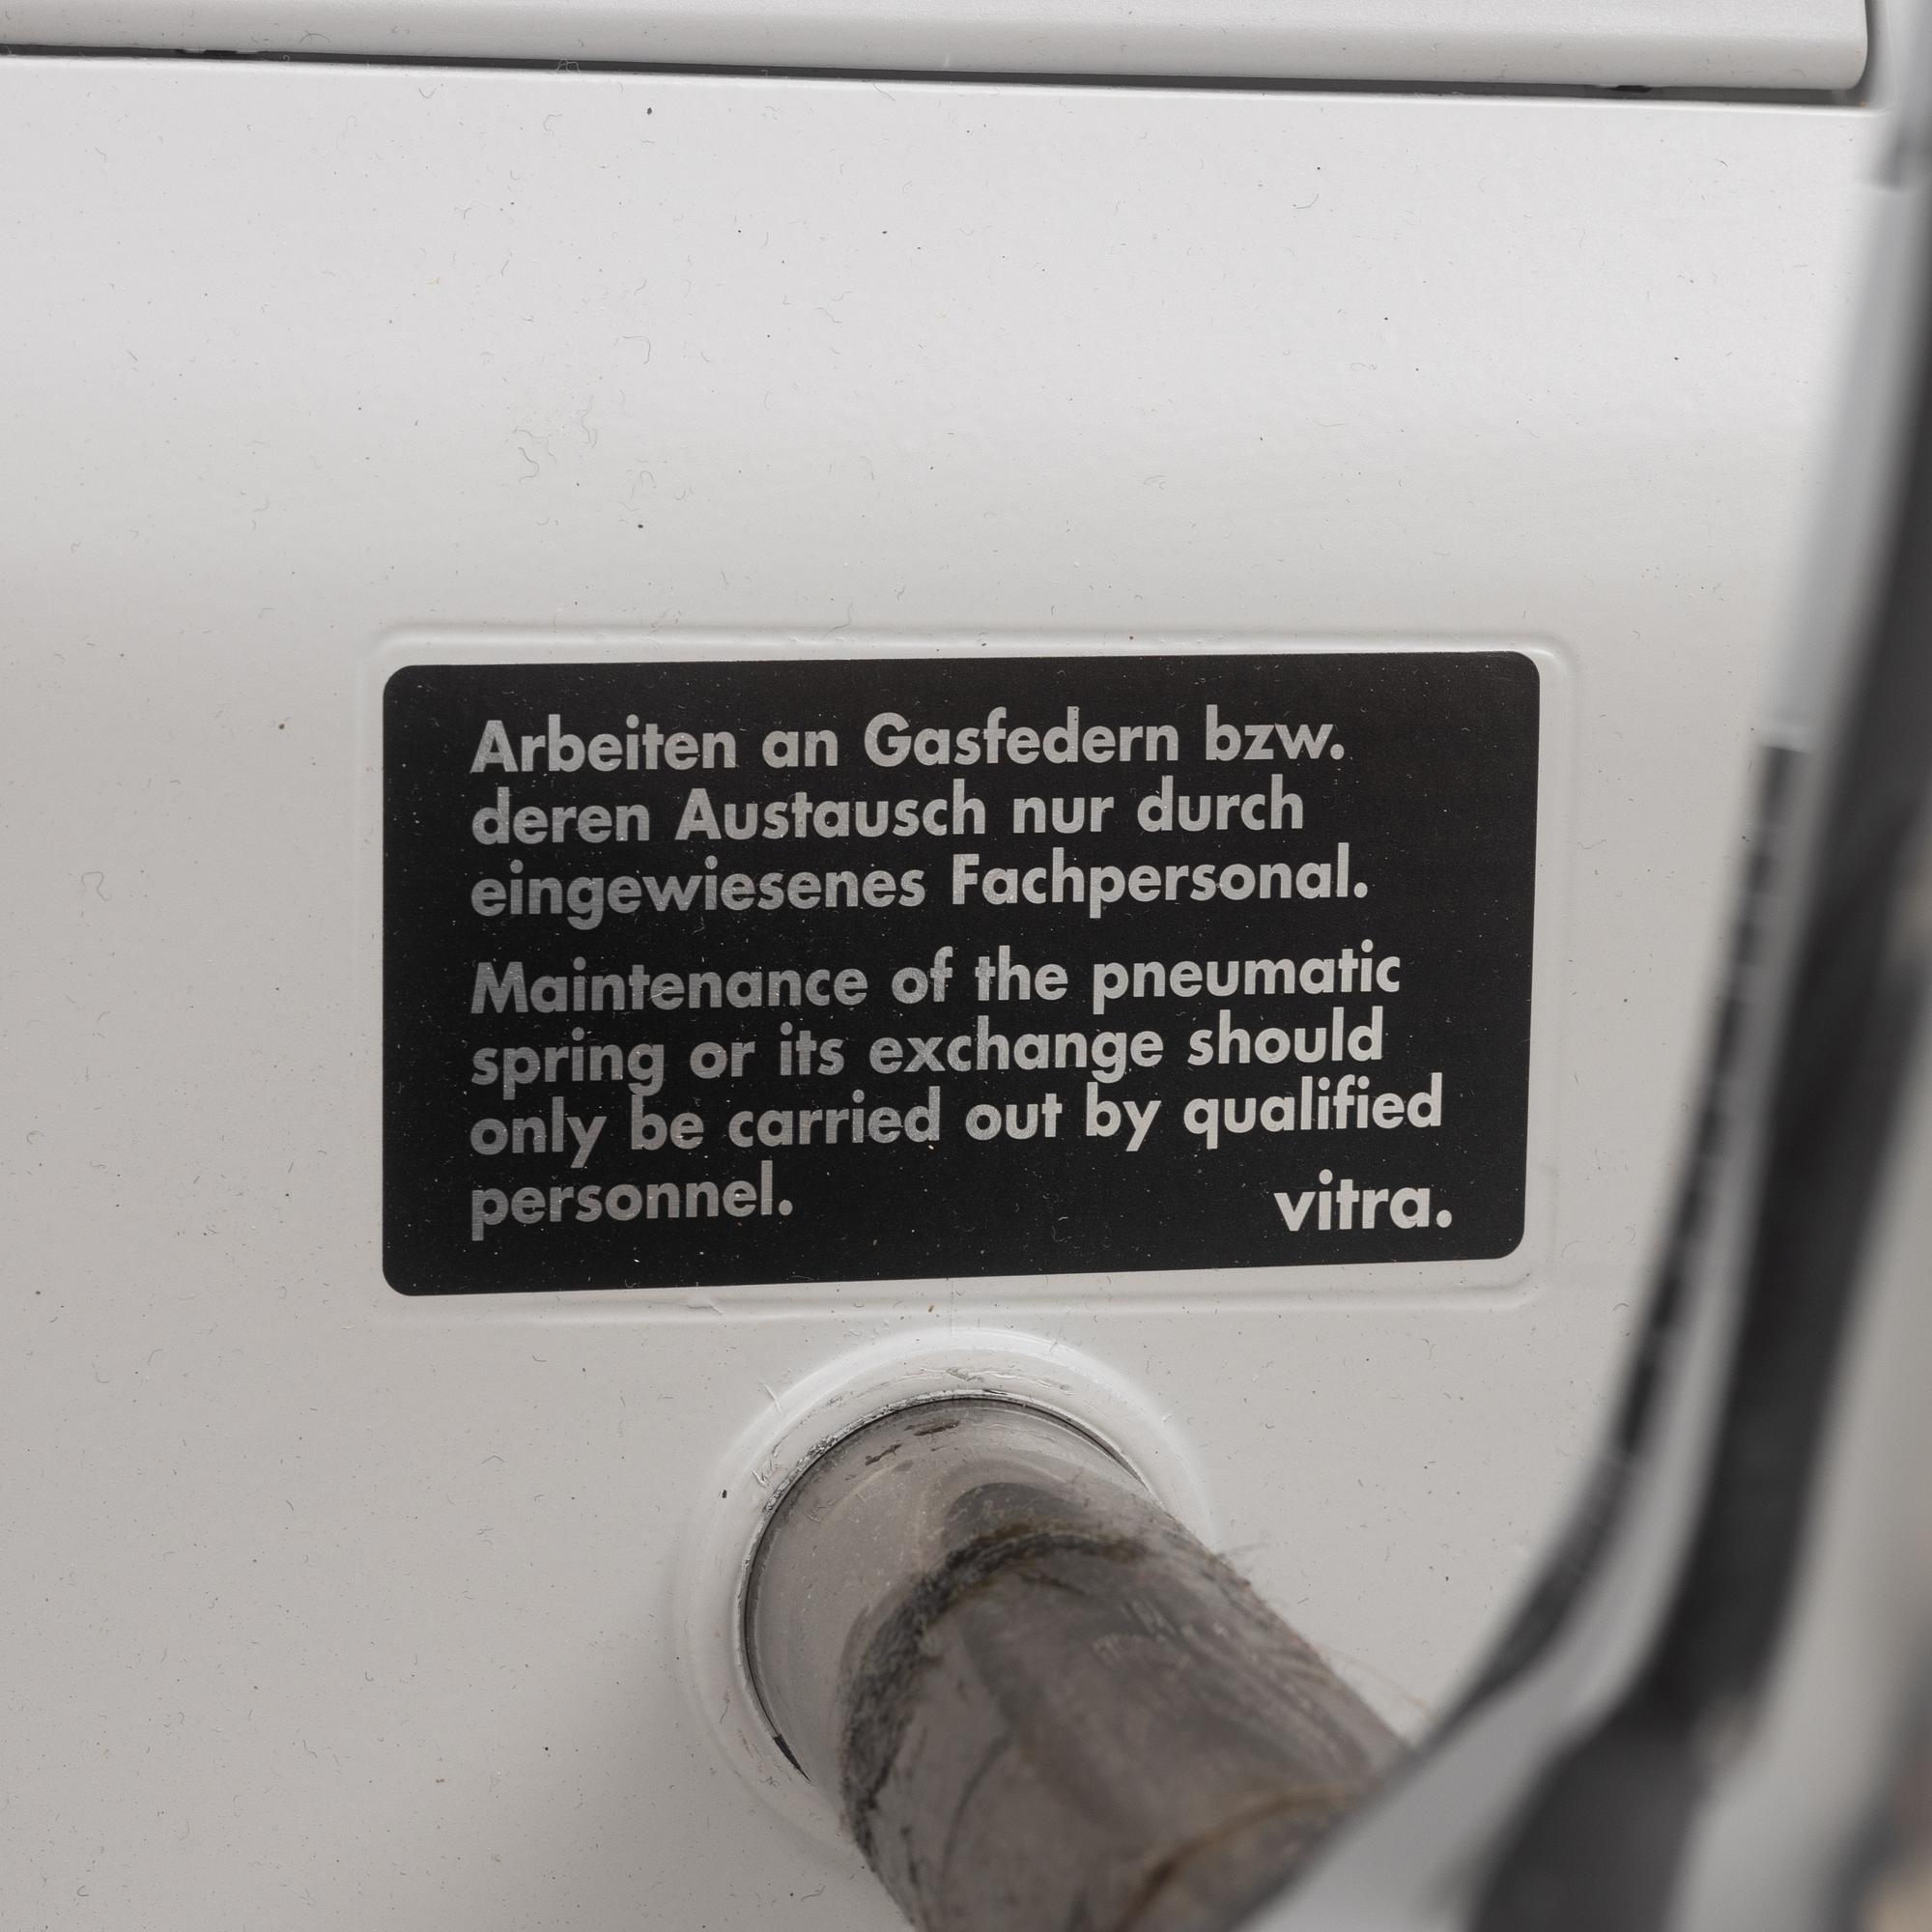 Arbeiten an Gasfedern bzw.
deren Austausch nur durch
eingewiesenes Fachpersonal.
Maintenance of the pneumatic
spring or its exchange should
only be carried out by qualified
personnel.
vitra.